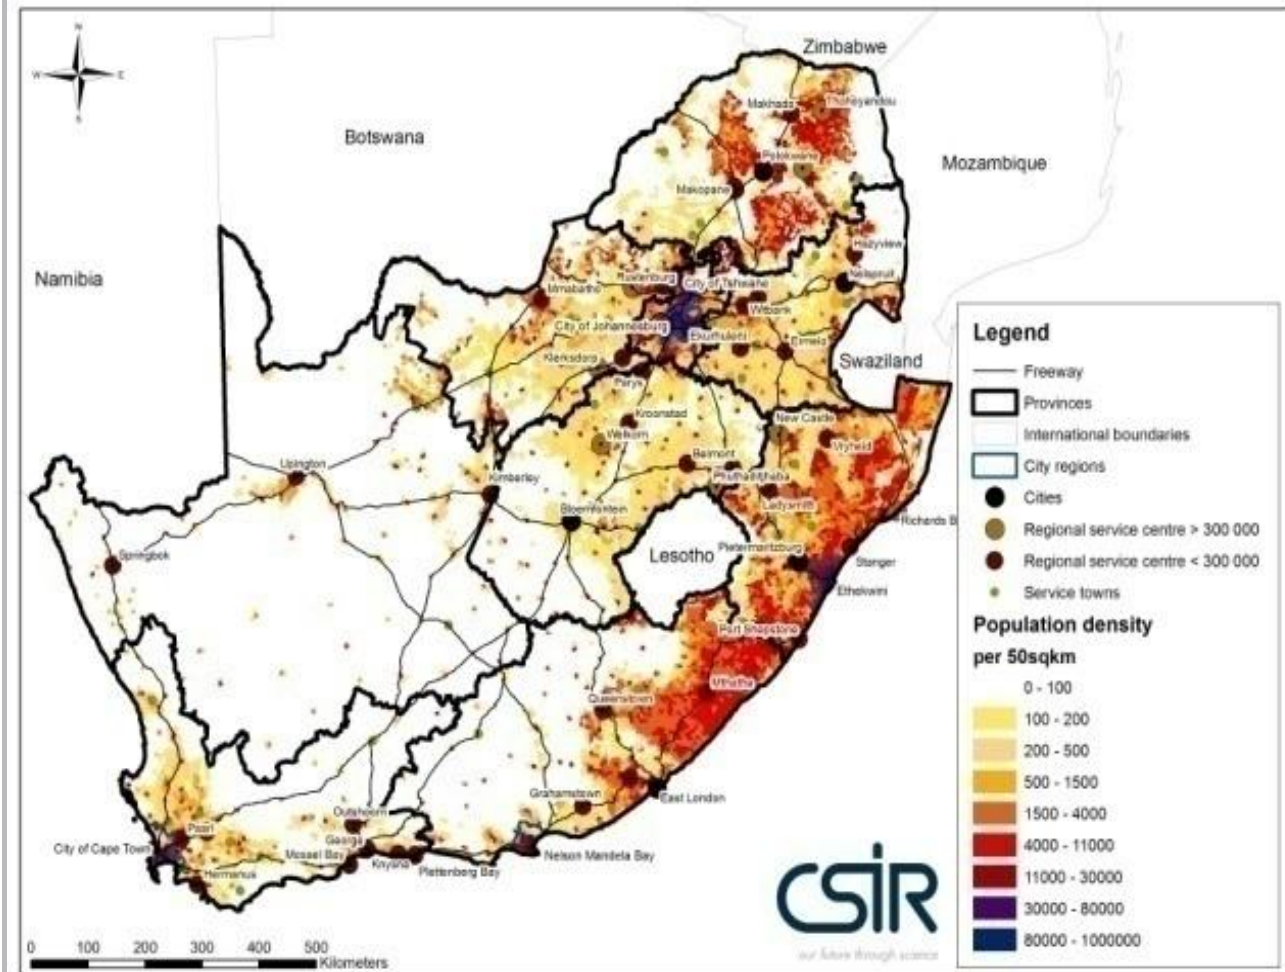 N
W
E
S
Zimbabwe
Botswana
Mozambique
Namibia
Makhado
Thohoyandou
Polokwane
Makopane
Hazyview
Nelspruit
Rustenburg
City of Tshwane
Mmabatho
Witbank
City of Johannesburg
Ekurhuleni
Ermelo
Klerksdorp
Swaziland
Parys
Kroonstad
New Castle
Welkom
Vryheid
Upington
Kimberley
Phuthaditjhaba
Ladysmith
Bloemfontein
Richards B
Lesotho
Pietermaritzburg
Springbok
Stanger
Ethekwini
Port Shepstone
Mthatha
Queenstown
Grahamstown
East London
Outshoorn
Paarl
George
City of Cape Town
Mossel Bay
Knysna
Nelson Mandela Bay
Plettenberg Bay
Hermanus
0 100 200 300 400 500
Kilometers
CSIR
our future through science
Legend
Freeway
Provinces
International boundaries
City regions
Cities
Regional service centre > 300 000
Regional service centre < 300 000
Service towns
Population density
per 50sqkm
0 - 100
100 - 200
200 - 500
500 - 1500
1500 - 4000
4000 - 11000
11000 - 30000
30000 - 80000
80000 - 1000000